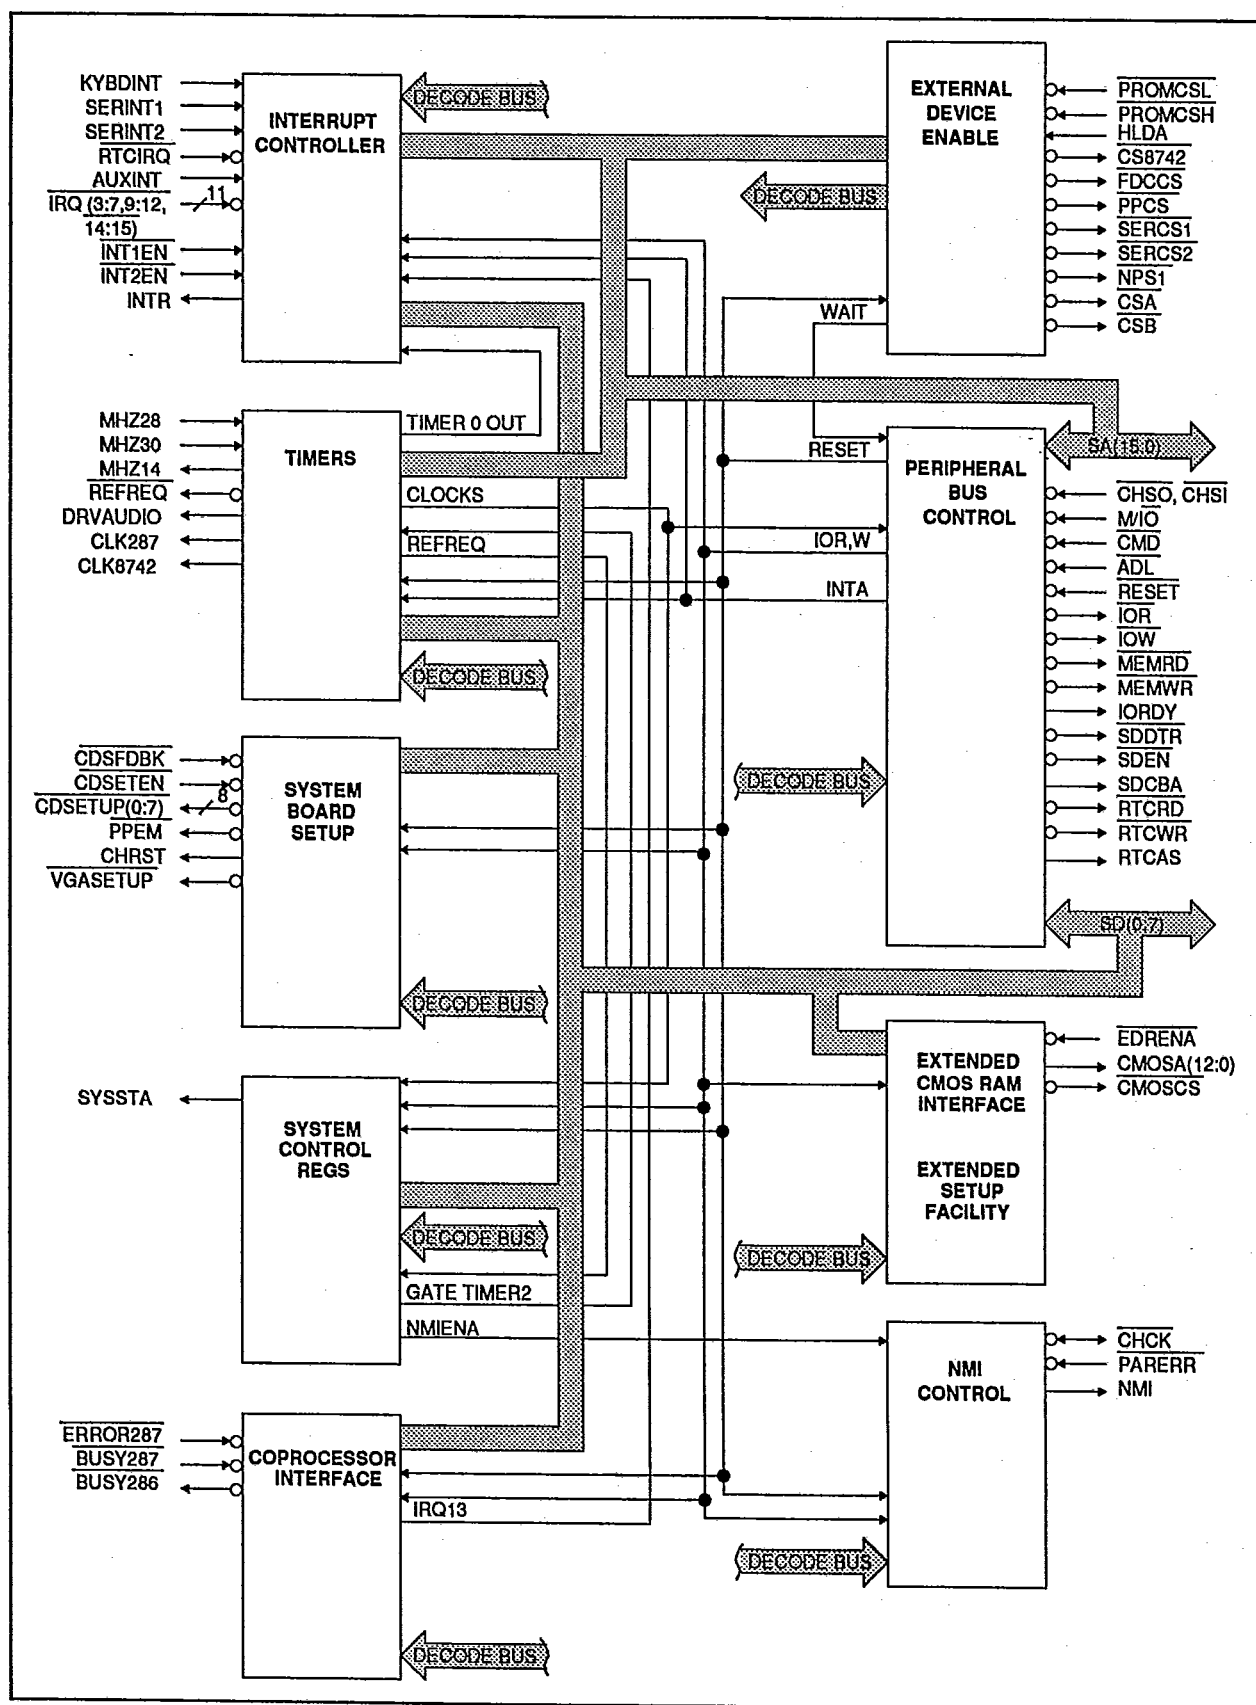 KYBDINT
SERINT1
SERINT2
RTCIRQ
AUXINT
IRQ (3:7,9:12,
14:15)
11
INT1EN
INT2EN
INTR
INTERRUPT
CONTROLLER
DECODE BUS
EXTERNAL
DEVICE
ENABLE
DECODE BUS
WAIT
PROMCSL
PROMCSH
HLDA
CS8742
FDCCS
PPCS
SERCS1
SERCS2
NPS1
CSA
CSB
MHZ28
MHZ30
MHZ14
REFREQ
DRVAUDIO
CLK287
CLK8742
TIMERS
TIMER 0 OUT
CLOCKS
REFREQ
DECODE BUS
RESET
IOR,W
INTA
PERIPHERAL
BUS
CONTROL
DECODE BUS
SA(15:0)
CHSO, CHSI
M/IO
CMD
ADL
RESET
IOR
IOW
MEMRD
MEMWR
IORDY
SDDTR
SDEN
SDCBA
RTCRD
RTCWR
RTCAS
SD(0:7)
CDSFDBK
CDSETEN
CDSETUP(0:7)
8
PPEM
CHRST
VGASETUP
SYSTEM
BOARD
SETUP
DECODE BUS
EXTENDED
CMOS RAM
INTERFACE
EXTENDED
SETUP
FACILITY
DECODE BUS
EDRENA
CMOSA(12:0)
CMOSCS
SYSSTA
SYSTEM
CONTROL
REGS
DECODE BUS
GATE TIMER2
NMIENA
NMI
CONTROL
DECODE BUS
CHCK
PARERR
NMI
ERROR287
BUSY287
BUSY286
COPROCESSOR
INTERFACE
IRQ13
DECODE BUS